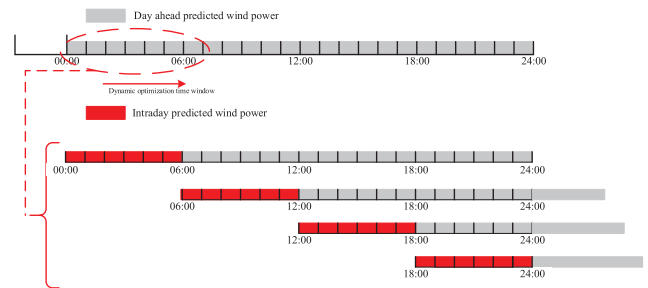 Day ahead predicted wind power
00:00 06:00 12:00 18:00 24:00
Dynamic optimization time window
Intraday predicted wind power
00:00 06:00 12:00 18:00 24:00
06:00 12:00 18:00 24:00
12:00 18:00 24:00
18:00 24:00